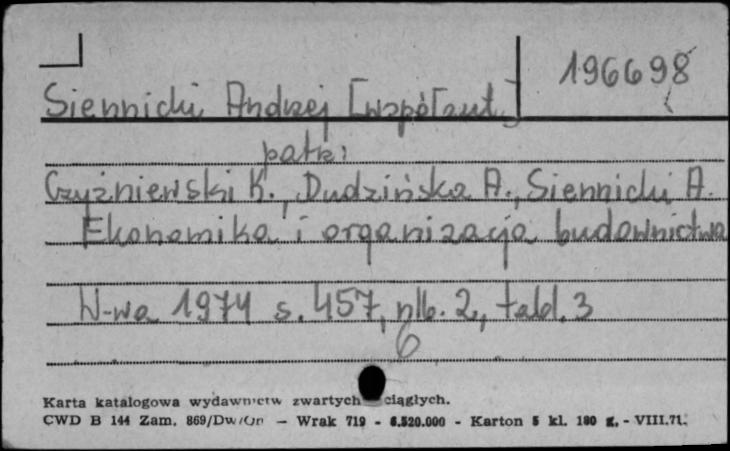 196698
Siennicki Andrzej [współaut.]
patrz:
Czyżniewski K., Dudzińska A., Siennicki A.
Ekonomika i organizacja budownictwa
W-wa 1974 s. 457, nlb. 2, tabl. 3
6
Karta katalogowa wydawnictw zwartych ciągłych.
CWD B 144 Zam. 869/Dw/ — Wrak 719 - 6.520.000 - Karton 5 kl. 180 g. - VIII.71.